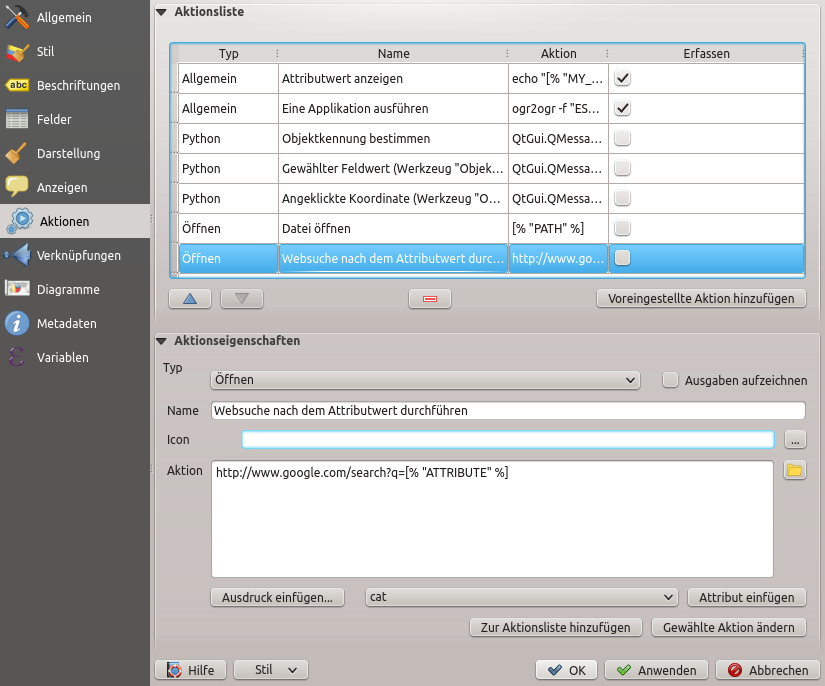 Allgemein
Stil
abc Beschriftungen
Felder
Darstellung
Anzeigen
Aktionen
Verknüpfungen
Diagramme
Metadaten
Variablen
Aktionsliste
Typ Name Aktion Erfassen
Allgemein Attributwert anzeigen echo "[% "MY_...
Allgemein Eine Applikation ausführen ogr2ogr -f "ES...
Python Objektkennung bestimmen QtGui.QMessa...
Python Gewählter Feldwert (Werkzeug "Objek... QtGui.QMessa...
Python Angeklickte Koordinate (Werkzeug "O... QtGui.QMessa...
Öffnen Datei öffnen [% "PATH" %]
Öffnen Websuche nach dem Attributwert durc... http://www.go...
Voreingestellte Aktion hinzufügen
Aktionseigenschaften
Typ
Öffnen Ausgaben aufzeichnen
Name Websuche nach dem Attributwert durchführen
Icon ...
Aktion http://www.google.com/search?q=[% "ATTRIBUTE" %]
Ausdruck einfügen... cat Attribut einfügen
Zur Aktionsliste hinzufügen Gewählte Aktion ändern
Hilfe Stil OK Anwenden Abbrechen